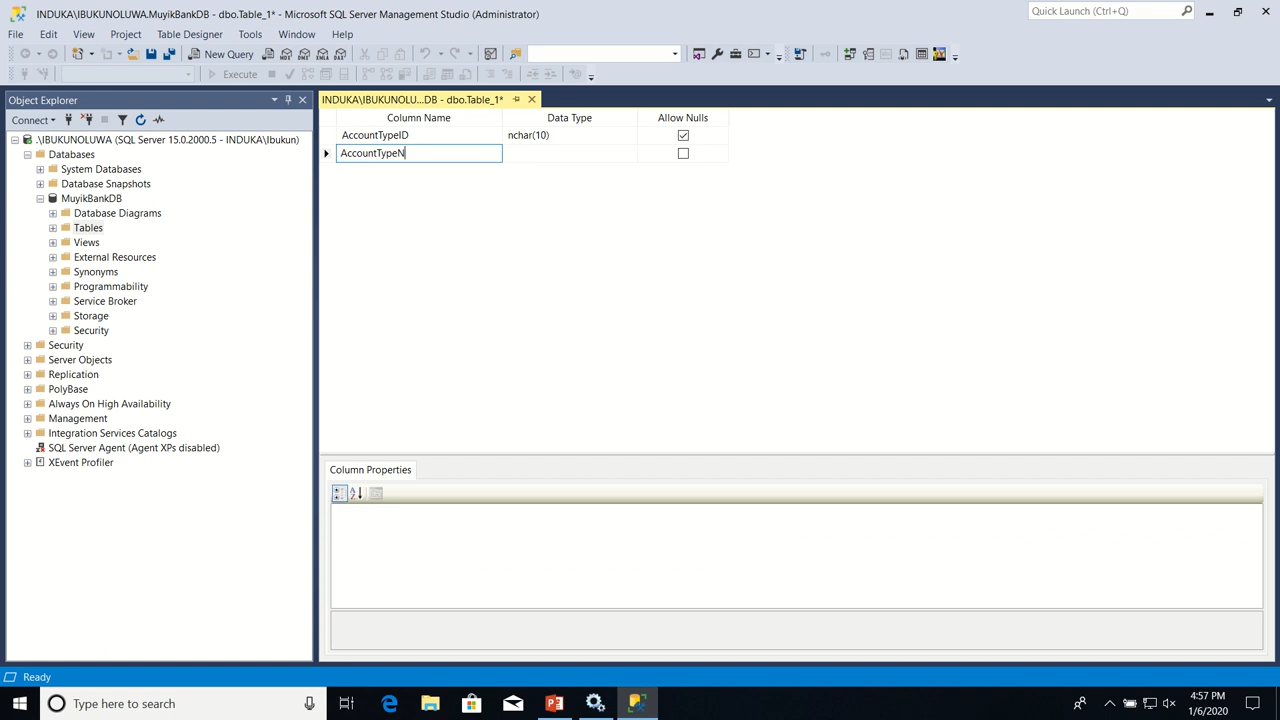 INDUKA\IBUKUNOLUWA.MuyikBankDB - dbo.Table_1* - Microsoft SQL Server Management Studio (Administrator)
Quick Launch (Ctrl+Q)
File Edit View Project Table Designer Tools Window Help
New Query
MDX DMX XMLA DAX
Execute
Object Explorer
INDUKA\IBUKUNOLU...DB - dbo.Table_1*
Connect
Column Name Data Type Allow Nulls
AccountTypeID nchar(10)
AccountTypeN
.\IBUKUNOLUWA (SQL Server 15.0.2000.5 - INDUKA\Ibukun)
Databases
System Databases
Database Snapshots
MuyikBankDB
Database Diagrams
Tables
Views
External Resources
Synonyms
Programmability
Service Broker
Storage
Security
Security
Server Objects
Replication
PolyBase
Always On High Availability
Management
Integration Services Catalogs
SQL Server Agent (Agent XPs disabled)
XEvent Profiler
Column Properties
Ready
Type here to search
4:57 PM
1/6/2020